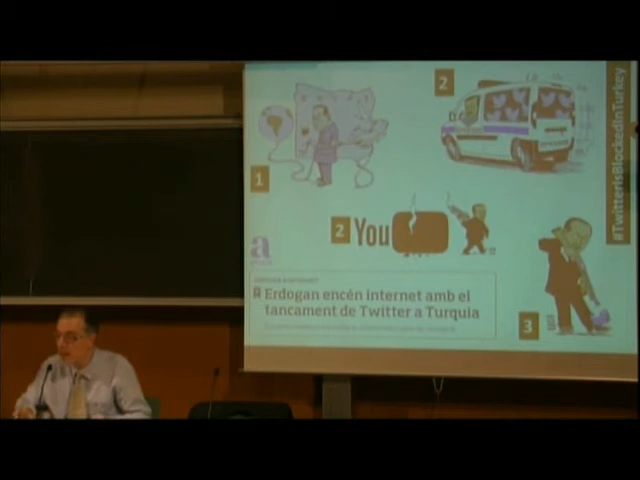 2
#TwitterisBlockedinTurkey
1
2 You
a
Erdogan encén internet amb el
tancament de Twitter a Turquia
3